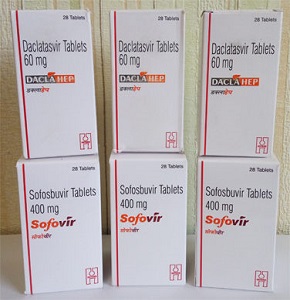 28 Tablets
Daclatasvir Tablets
60 mg
DACLAHEP
डक्लाहेप
28 Tablets
Daclatasvir Tablets
60 mg
DACLAHEP
डक्लाहेप
28 Tablets
Daclatasvir Tablets
60 mg
DACLAHEP
डक्लाहेप
28 Tablets
Sofosbuvir Tablets
400 mg
Sofovir
सोफोवीर
28 Tablets
Sofosbuvir Tablets
400 mg
Sofovir
सोफोवीर
28 Tablets
Sofosbuvir Tablets
400 mg
Sofovir
सोफोवीर